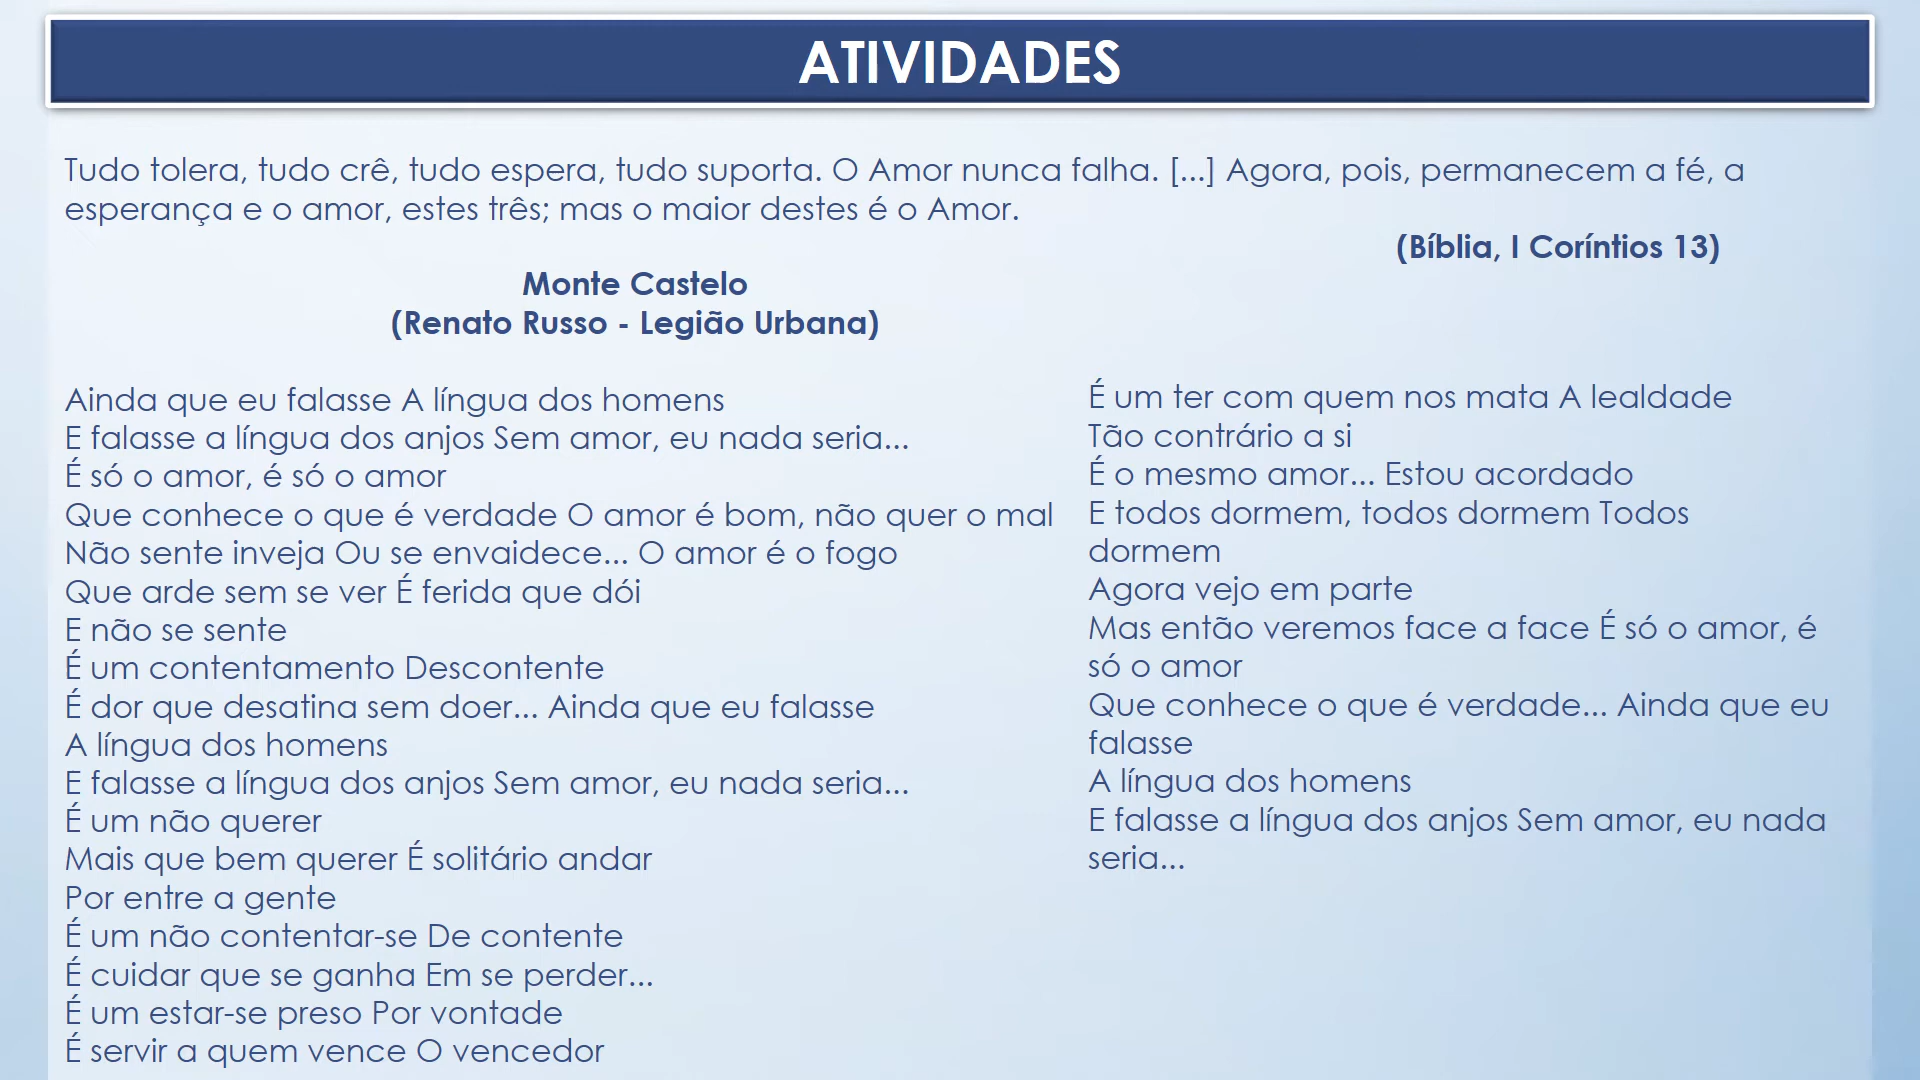 ATIVIDADES
Tudo tolera, tudo crê, tudo espera, tudo suporta. O Amor nunca falha. [...] Agora, pois, permanecem a fé, a
esperança e o amor, estes três; mas o maior destes é o Amor.
(Bíblia, I Coríntios 13)
Monte Castelo
(Renato Russo - Legião Urbana)
Ainda que eu falasse A língua dos homens
E falasse a língua dos anjos Sem amor, eu nada seria...
É só o amor, é só o amor
Que conhece o que é verdade O amor é bom, não quer o mal
Não sente inveja Ou se envaidece... O amor é o fogo
Que arde sem se ver É ferida que dói
E não se sente
É um contentamento Descontente
É dor que desatina sem doer... Ainda que eu falasse
A língua dos homens
E falasse a língua dos anjos Sem amor, eu nada seria...
É um não querer
Mais que bem querer É solitário andar
Por entre a gente
É um não contentar-se De contente
É cuidar que se ganha Em se perder...
É um estar-se preso Por vontade
É servir a quem vence O vencedor
É um ter com quem nos mata A lealdade
Tão contrário a si
É o mesmo amor... Estou acordado
E todos dormem, todos dormem Todos
dormem
Agora vejo em parte
Mas então veremos face a face É só o amor, é
só o amor
Que conhece o que é verdade... Ainda que eu
falasse
A língua dos homens
E falasse a língua dos anjos Sem amor, eu nada
seria...